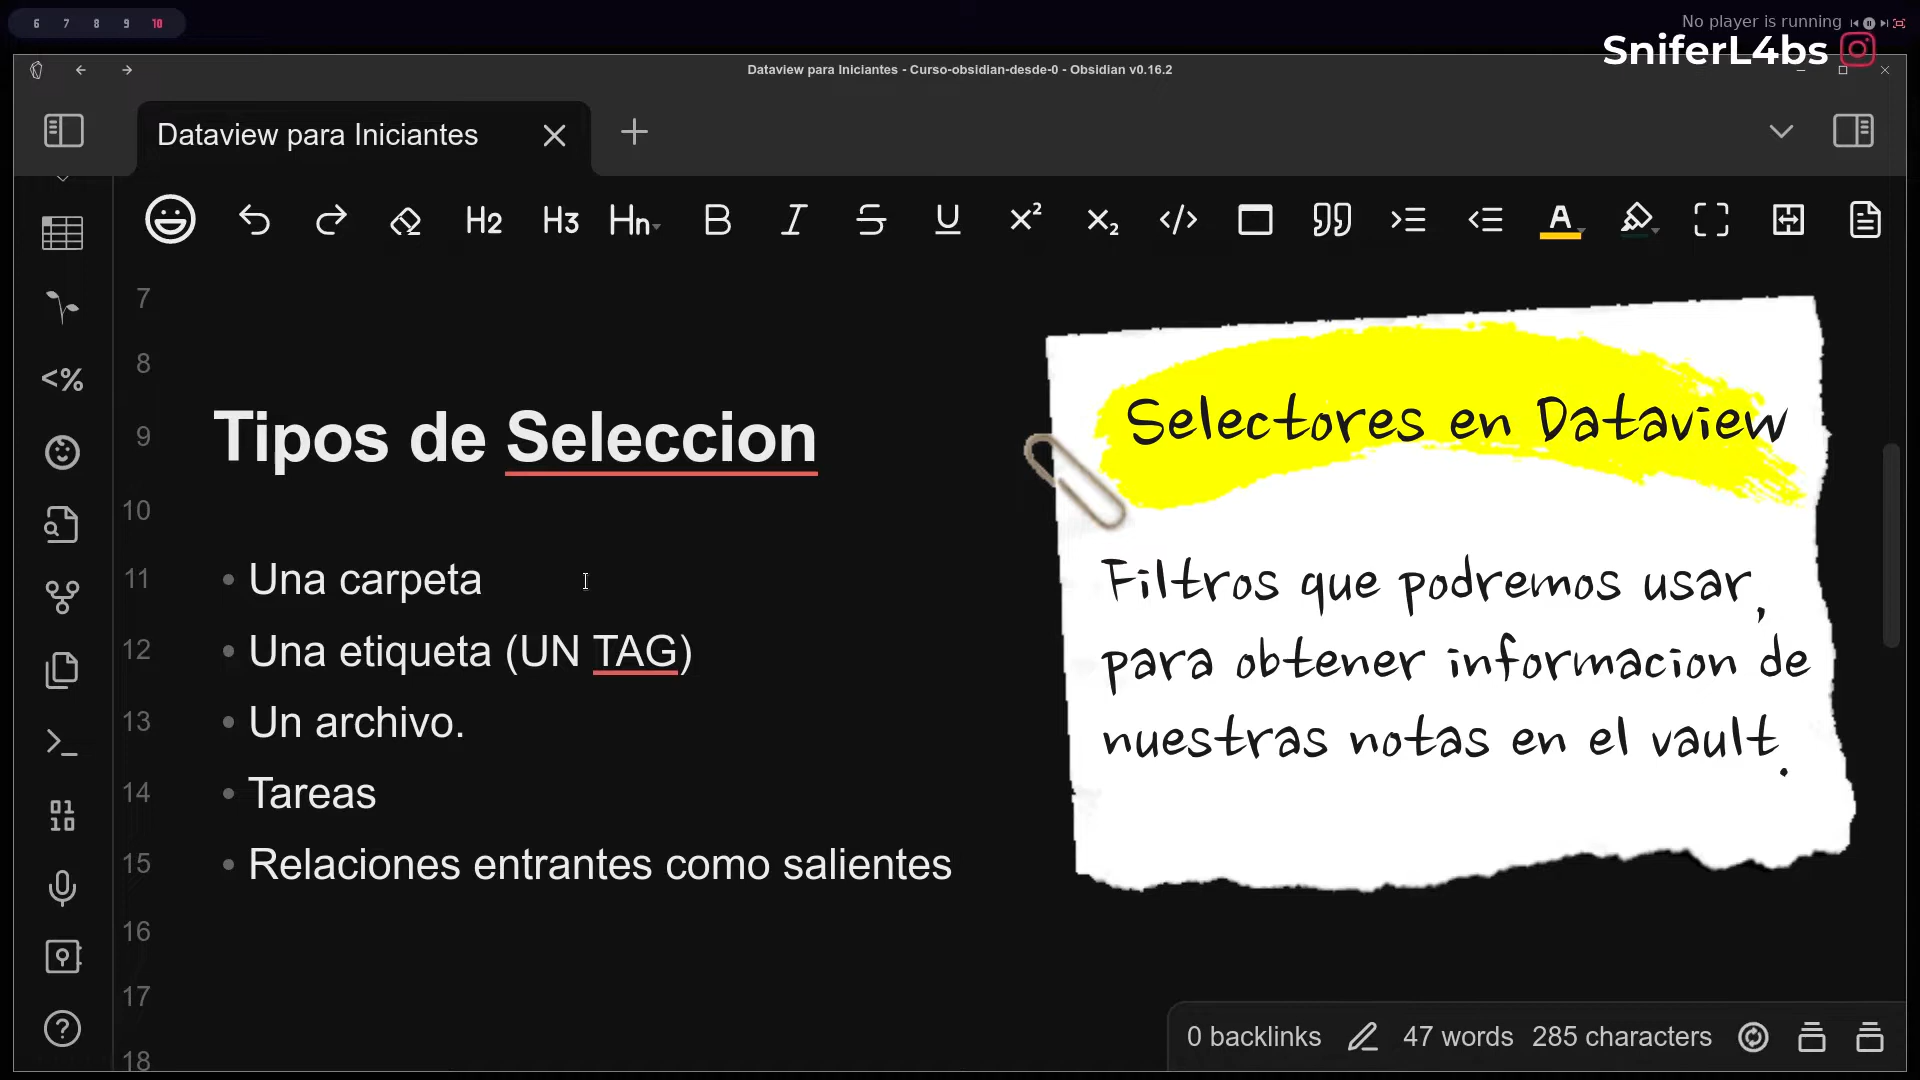 6 7 8 9 10
No player is running
SniferL4bs
Dataview para Iniciantes - Curso-obsidian-desde-0 - Obsidian v0.16.2
Dataview para Iniciantes
H2 H3 Hn B I S U X² X₂ </> A
7
8
9 Tipos de Seleccion
10
11 Una carpeta
12 Una etiqueta (UN TAG)
13 Un archivo.
14 Tareas
15 Relaciones entrantes como salientes
16
17
18
Selectores en Dataview
Filtros que podremos usar,
para obtener informacion de
nuestras notas en el vault.
<%
>_
01
10
0 backlinks 47 words 285 characters